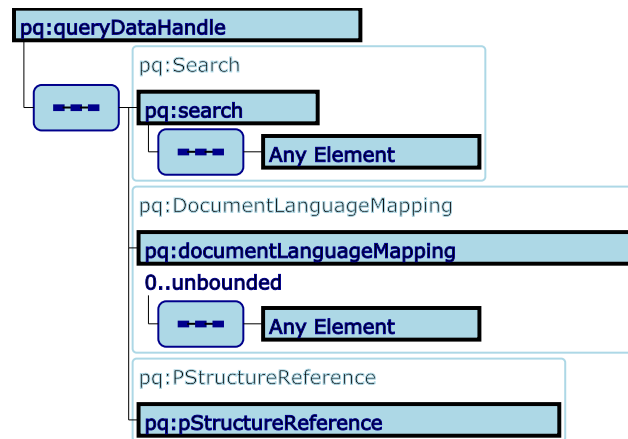 pq:queryDataHandle
pq:Search
pq:search
Any Element
pq:DocumentLanguageMapping
pq:documentLanguageMapping
0..unbounded
Any Element
pq:PStructureReference
pq:pStructureReference